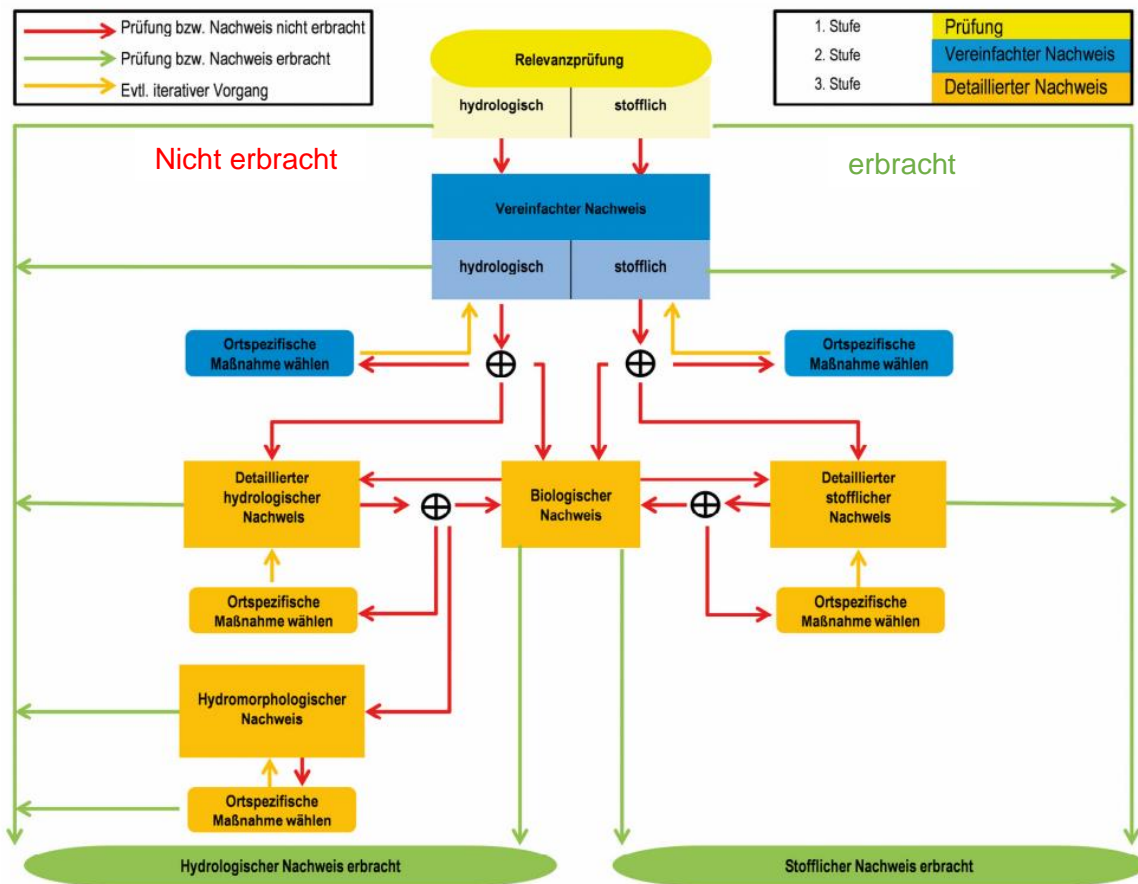 Prüfung bzw. Nachweis nicht erbracht
Prüfung bzw. Nachweis erbracht
Evtl. iterativer Vorgang
1. Stufe Prüfung
2. Stufe Vereinfachter Nachweis
3. Stufe Detaillierter Nachweis
Relevanzprüfung
hydrologisch stofflich
Nicht erbracht
erbracht
Vereinfachter Nachweis
hydrologisch stofflich
Ortspezifische
Maßnahme wählen
Ortspezifische
Maßnahme wählen
Detaillierter
hydrologischer
Nachweis
Biologischer
Nachweis
Detaillierter
stofflicher
Nachweis
Ortspezifische
Maßnahme wählen
Ortspezifische
Maßnahme wählen
Hydromorphologischer
Nachweis
Ortspezifische
Maßnahme wählen
Hydrologischer Nachweis erbracht
Stofflicher Nachweis erbracht